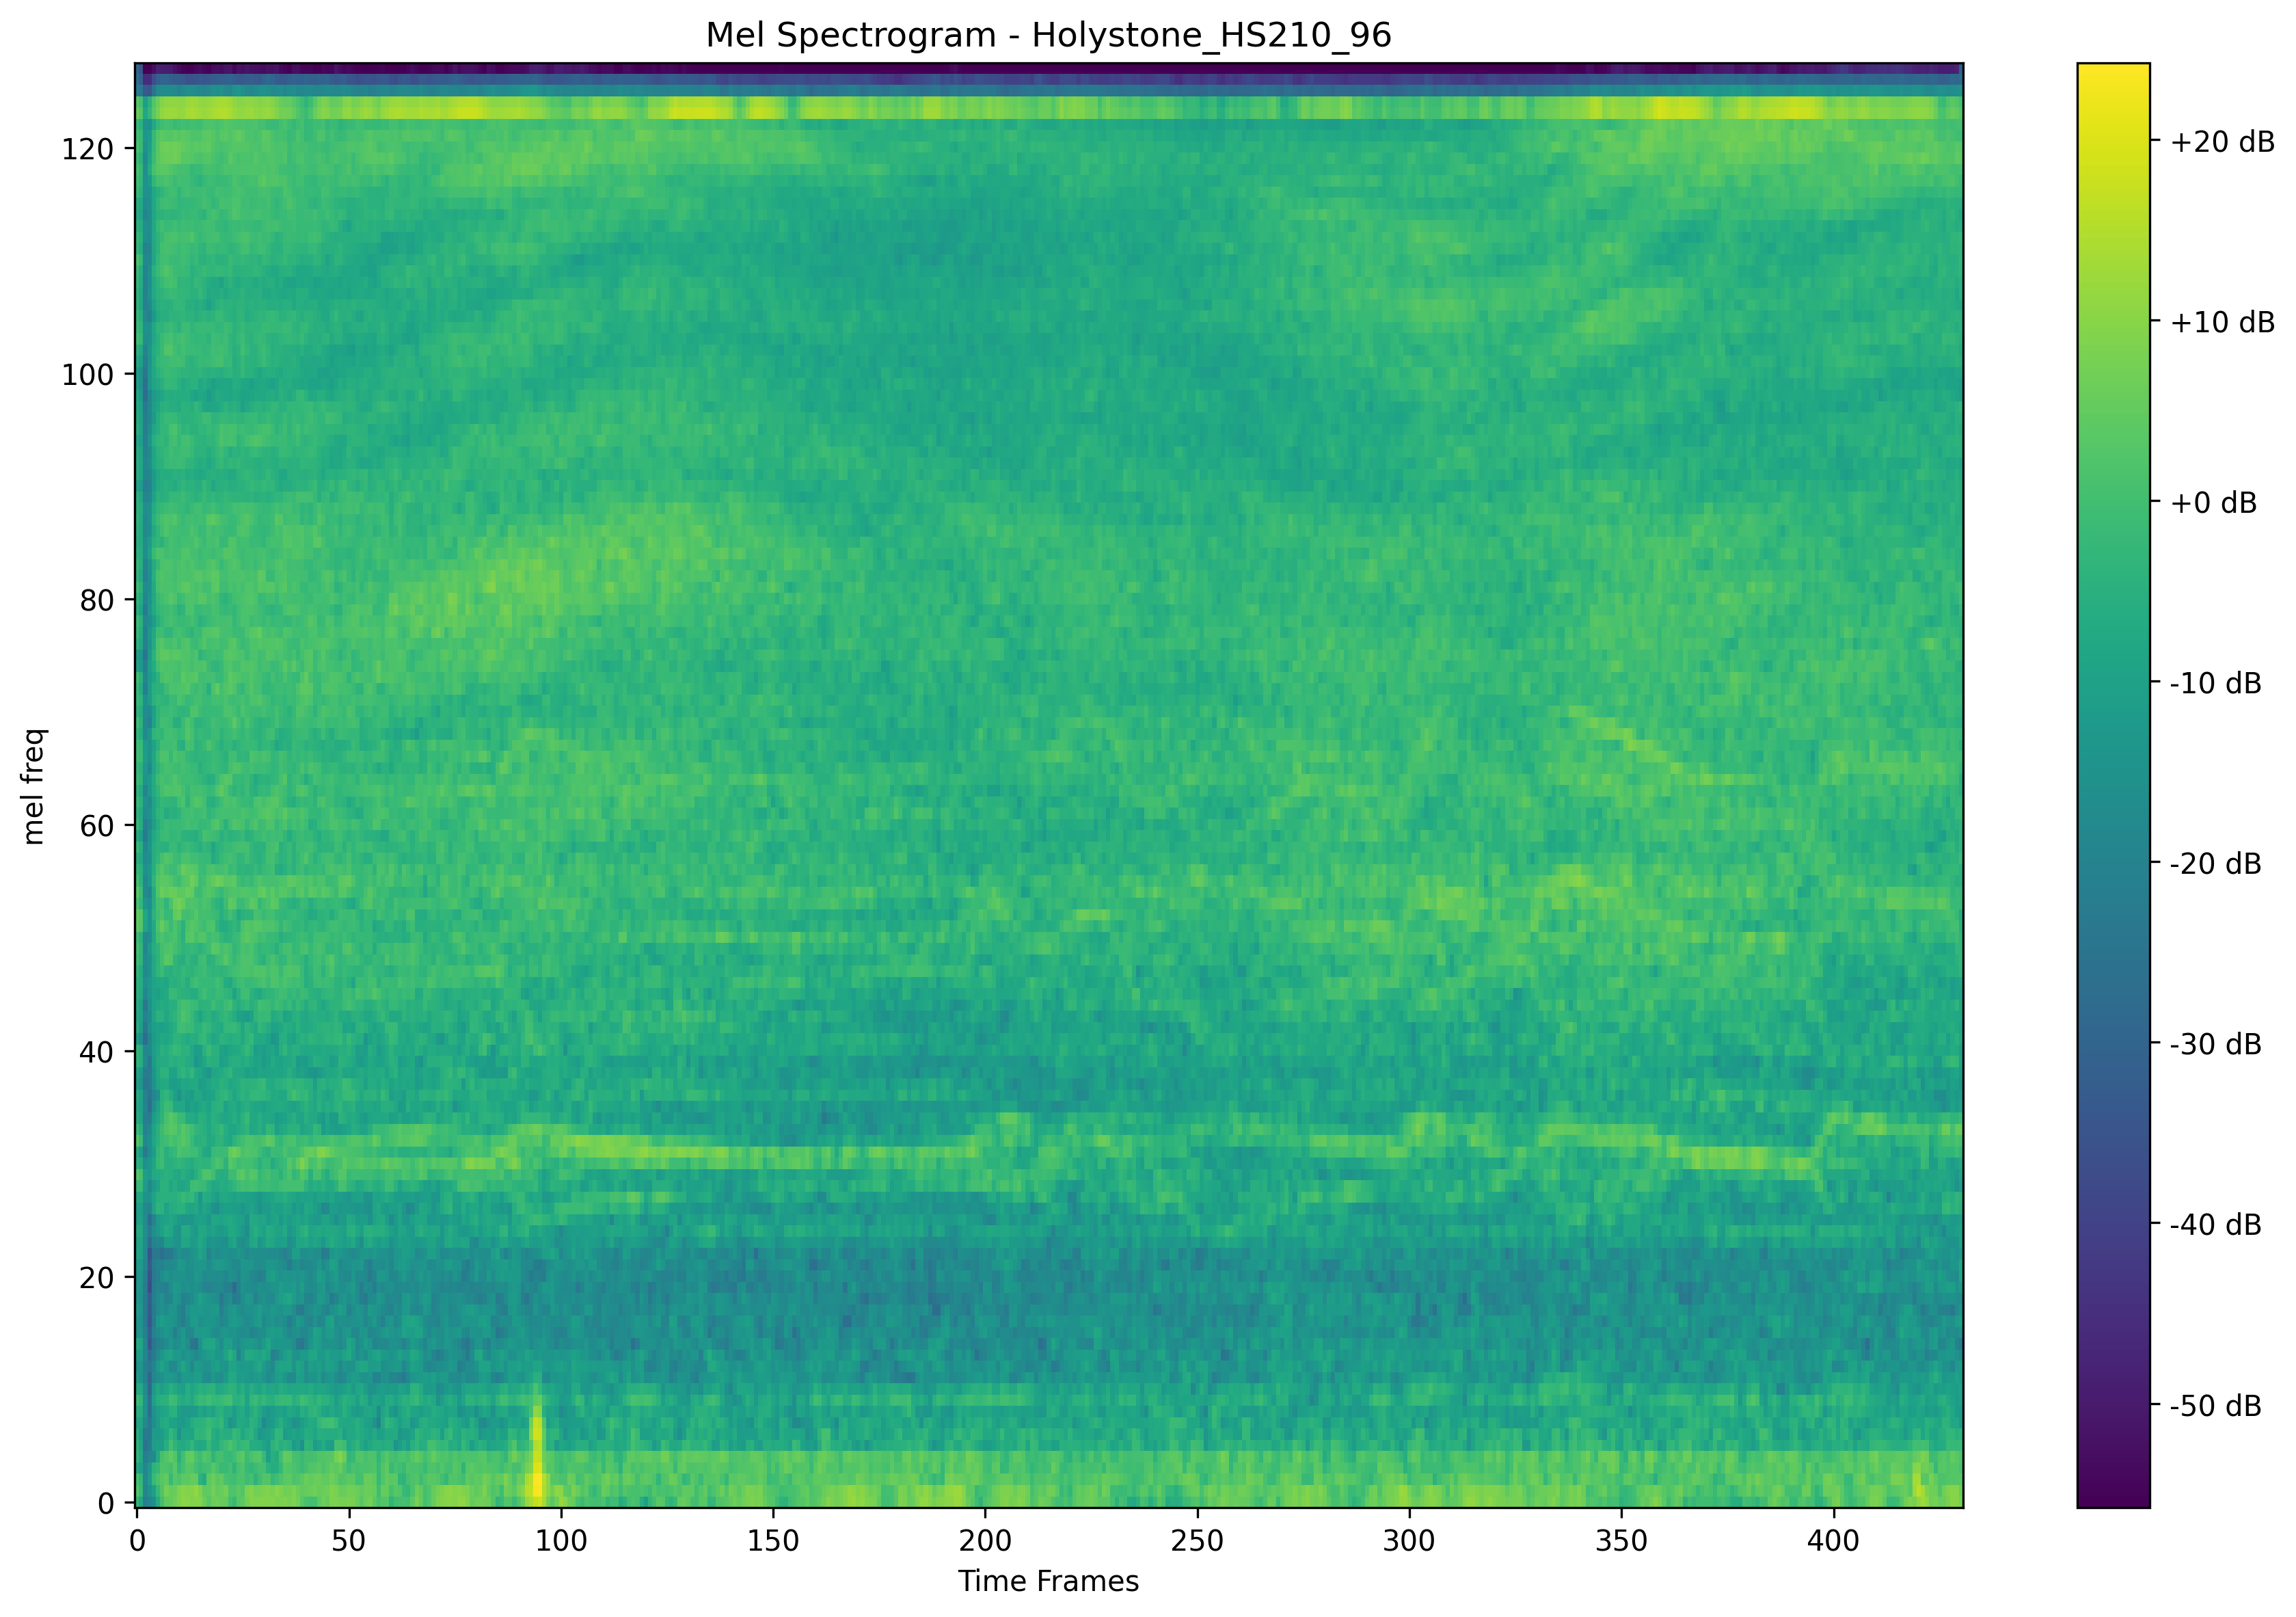 Mel Spectrogram - Holystone_HS210_96
mel freq
120
100
80
60
40
20
0
0 50 100 150 200 250 300 350 400
Time Frames
+20 dB
+10 dB
+0 dB
-10 dB
-20 dB
-30 dB
-40 dB
-50 dB